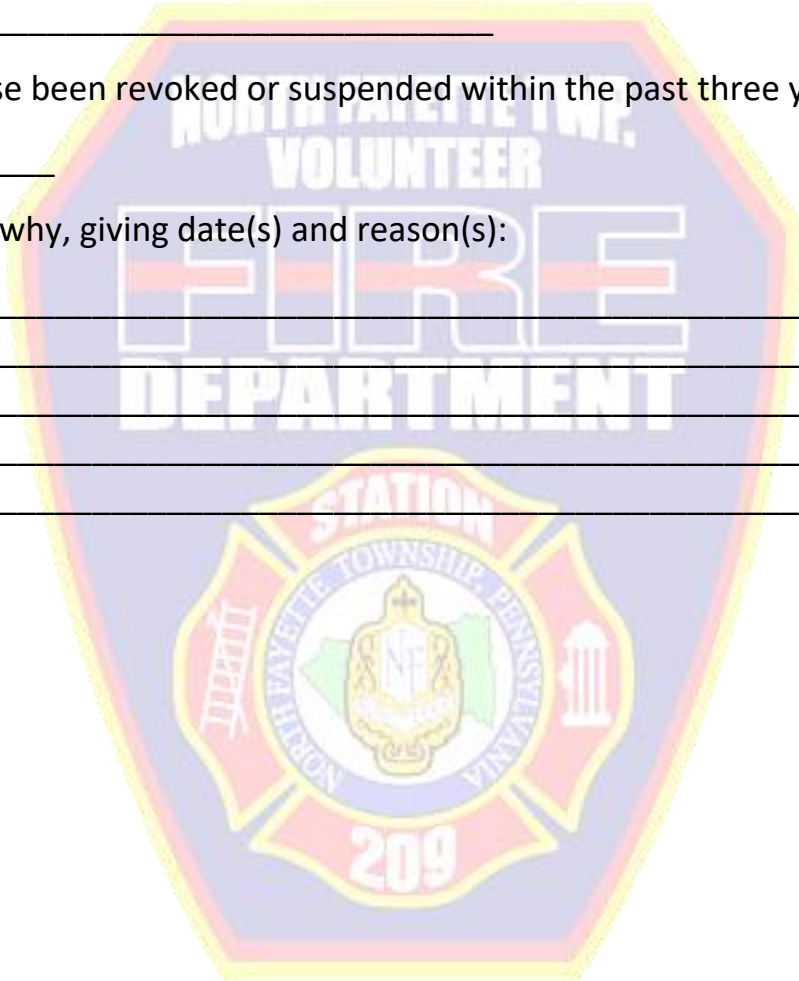 se been revoked or suspended within the past three y
why, giving date(s) and reason(s):
NORTH FAYETTE TWP.
VOLUNTEER
FIRE
DEPARTMENT
STATION
NORTH FAYETTE TOWNSHIP, PENNSYLVANIA
NF
209